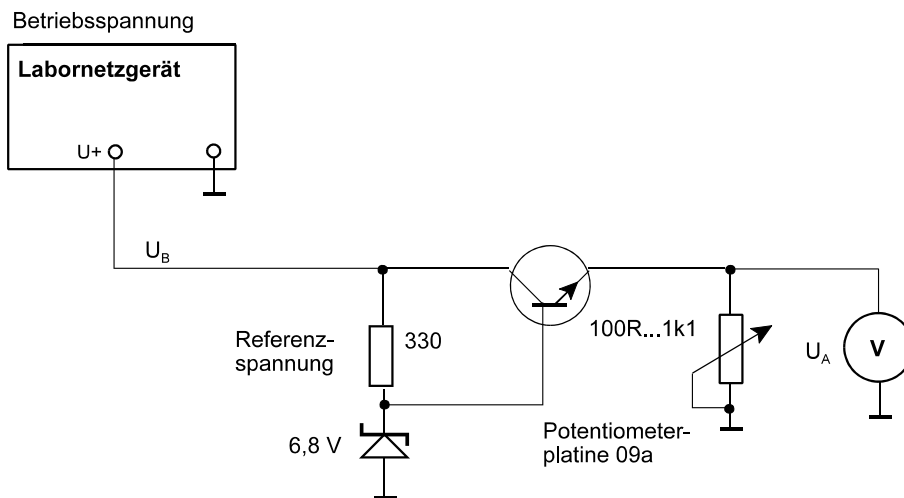 Betriebsspannung
Labornetzgerät
U+
U_B
Referenz-
spannung
330
100R...1k1
U_A
V
6,8 V
Potentiometer-
platine 09a